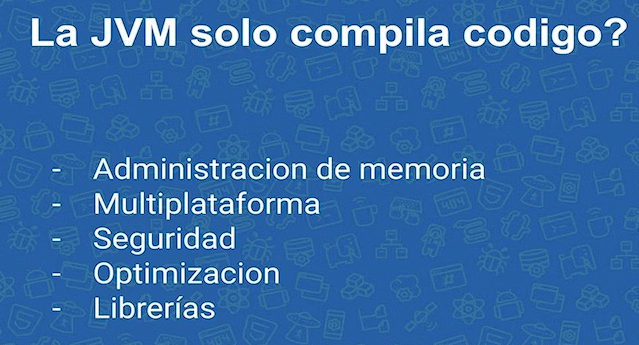 La JVM solo compila codigo?
- Administracion de memoria
- Multiplataforma
- Seguridad
- Optimizacion
- Librerías